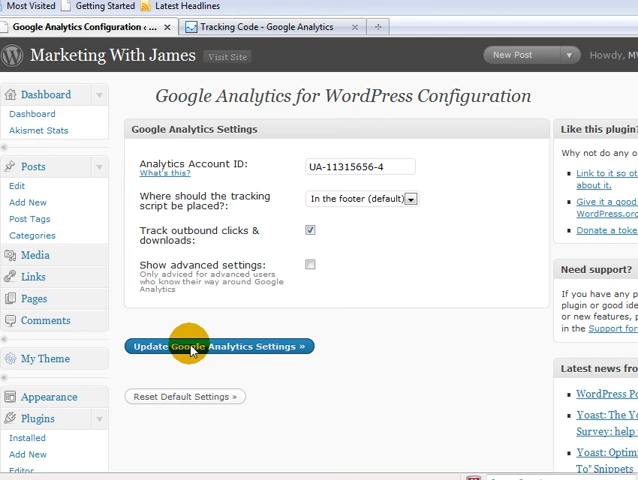 Most Visited Getting Started Latest Headlines
Google Analytics Configuration ‹ ... × Tracking Code - Google Analytics ×
Marketing With James Visit Site New Post Howdy,
Google Analytics for WordPress Configuration
Dashboard
Dashboard
Akismet Stats
Posts
Edit
Add New
Post Tags
Categories
Media
Links
Pages
Comments
My Theme
Appearance
Plugins
Installed
Add New
Editor
Google Analytics Settings
Analytics Account ID: UA-11315656-4
What's this?
Where should the tracking
script be placed?: In the footer (default)
Track outbound clicks &
downloads:
Show advanced settings:
Only adviced for advanced users
who know their way around Google
Analytics
Update Google Analytics Settings »
Reset Default Settings »
Like this plugin?
Why not do any o
Link to it so ot
about it.
Give it a good
WordPress.org
Donate a toke
Need support?
If you have any p
plugin or good ide
or new features, p
in the Support for
Latest news fro
WordPress Po
Yoast: The Go
Survey: help
Yoast: Optim
To" Snippets